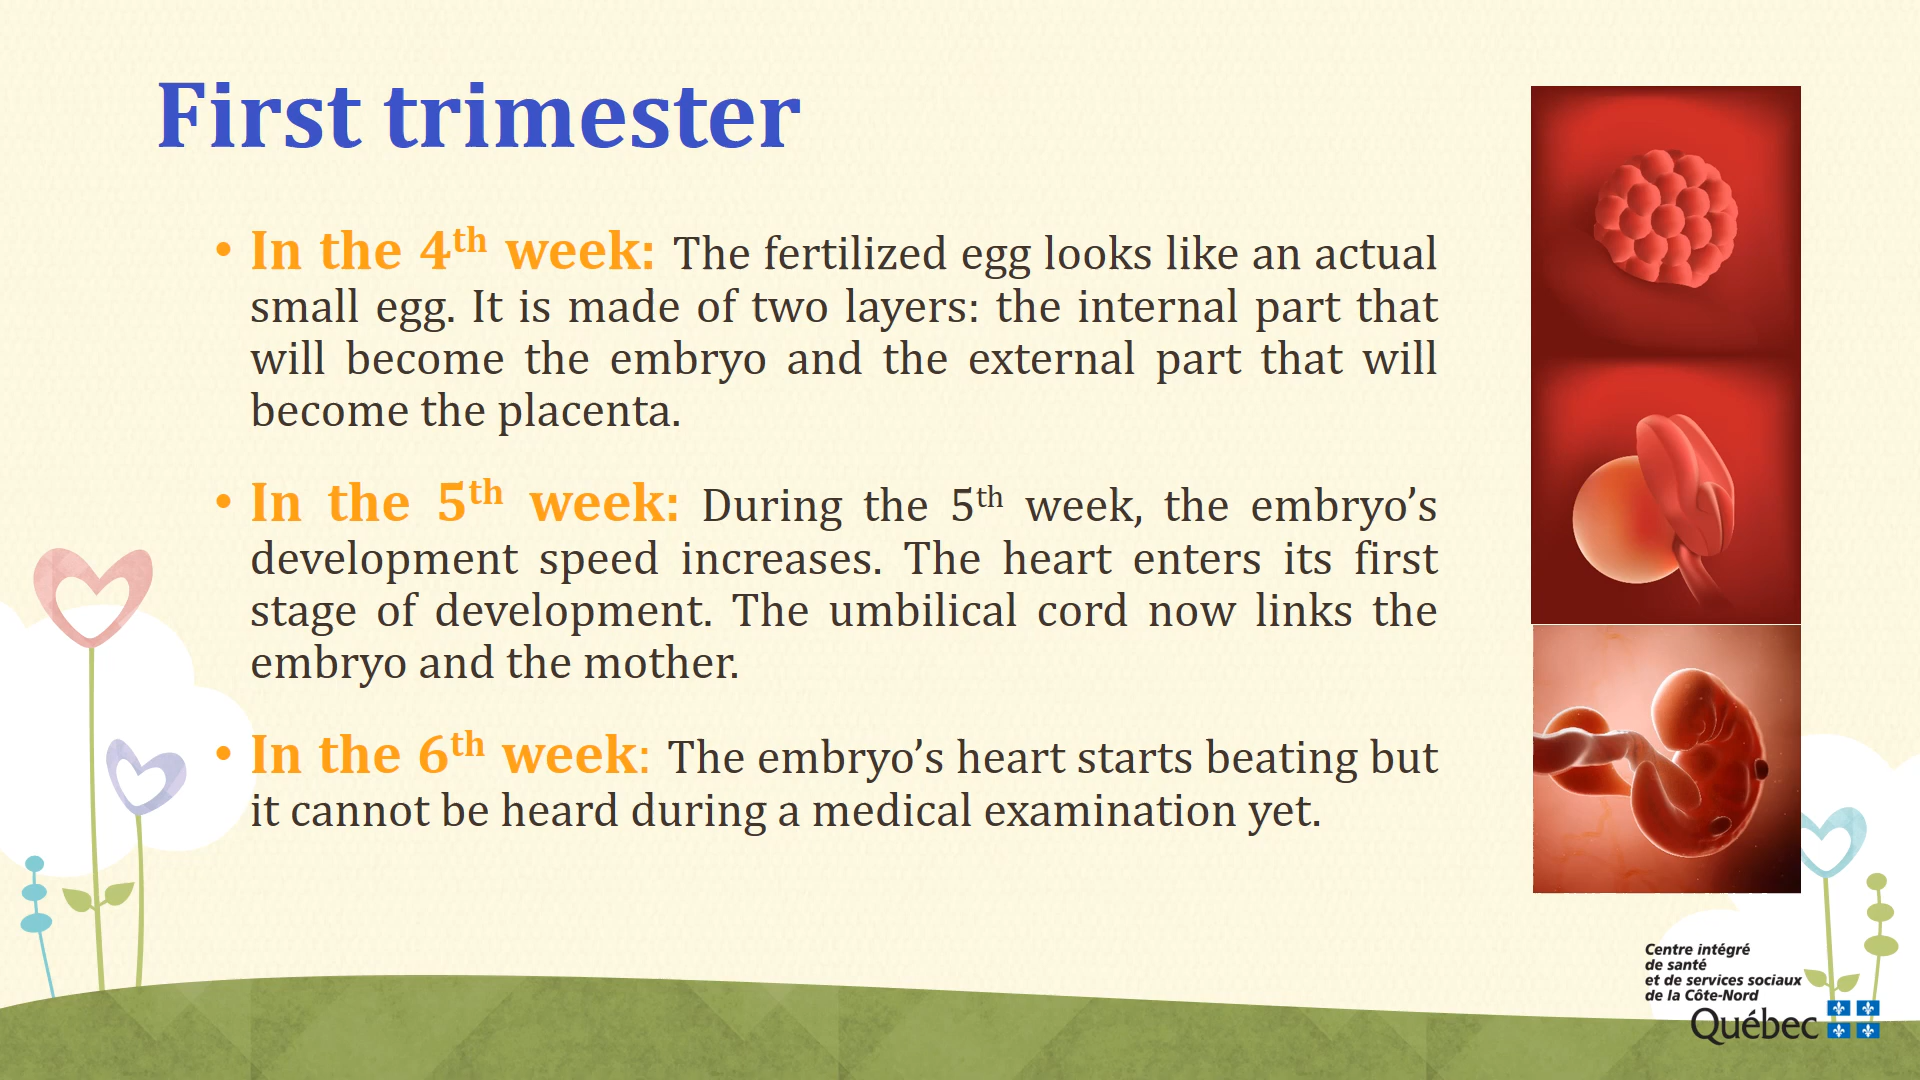 First trimester
• In the 4th week: The fertilized egg looks like an actual
small egg. It is made of two layers: the internal part that
will become the embryo and the external part that will
become the placenta.
• In the 5th week: During the 5th week, the embryo’s
development speed increases. The heart enters its first
stage of development. The umbilical cord now links the
embryo and the mother.
• In the 6th week: The embryo’s heart starts beating but
it cannot be heard during a medical examination yet.
Centre intégré
de santé
et de services sociaux
de la Côte-Nord
Québec